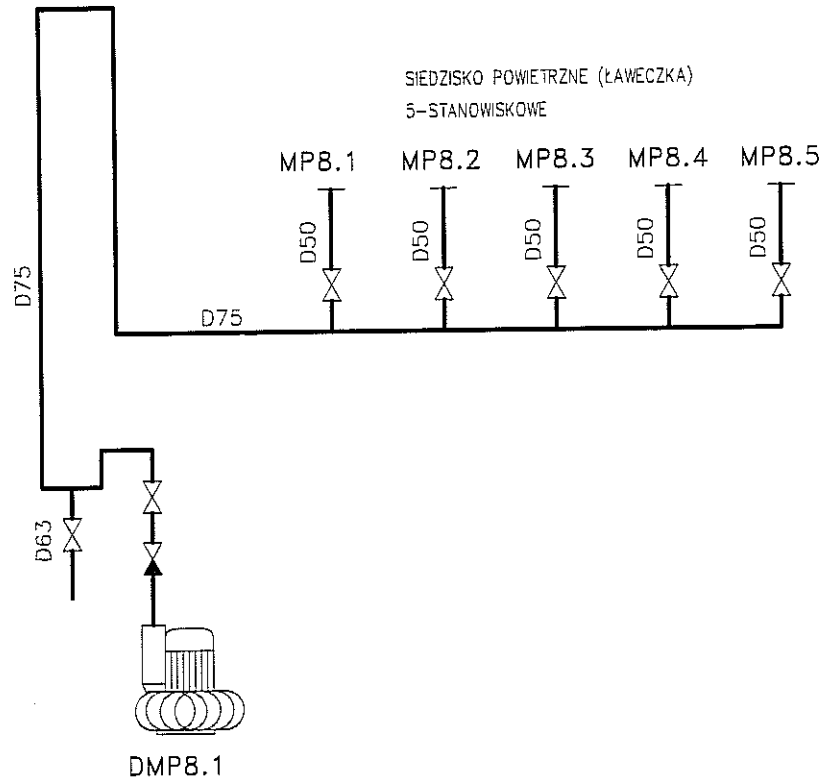 SIEDZISKO POWIETRZNE (ŁAWECZKA)
5-STANOWISKOWE
MP8.1 MP8.2 MP8.3 MP8.4 MP8.5
D50 D50 D50 D50 D50
D75
D75
D63
DMP8.1